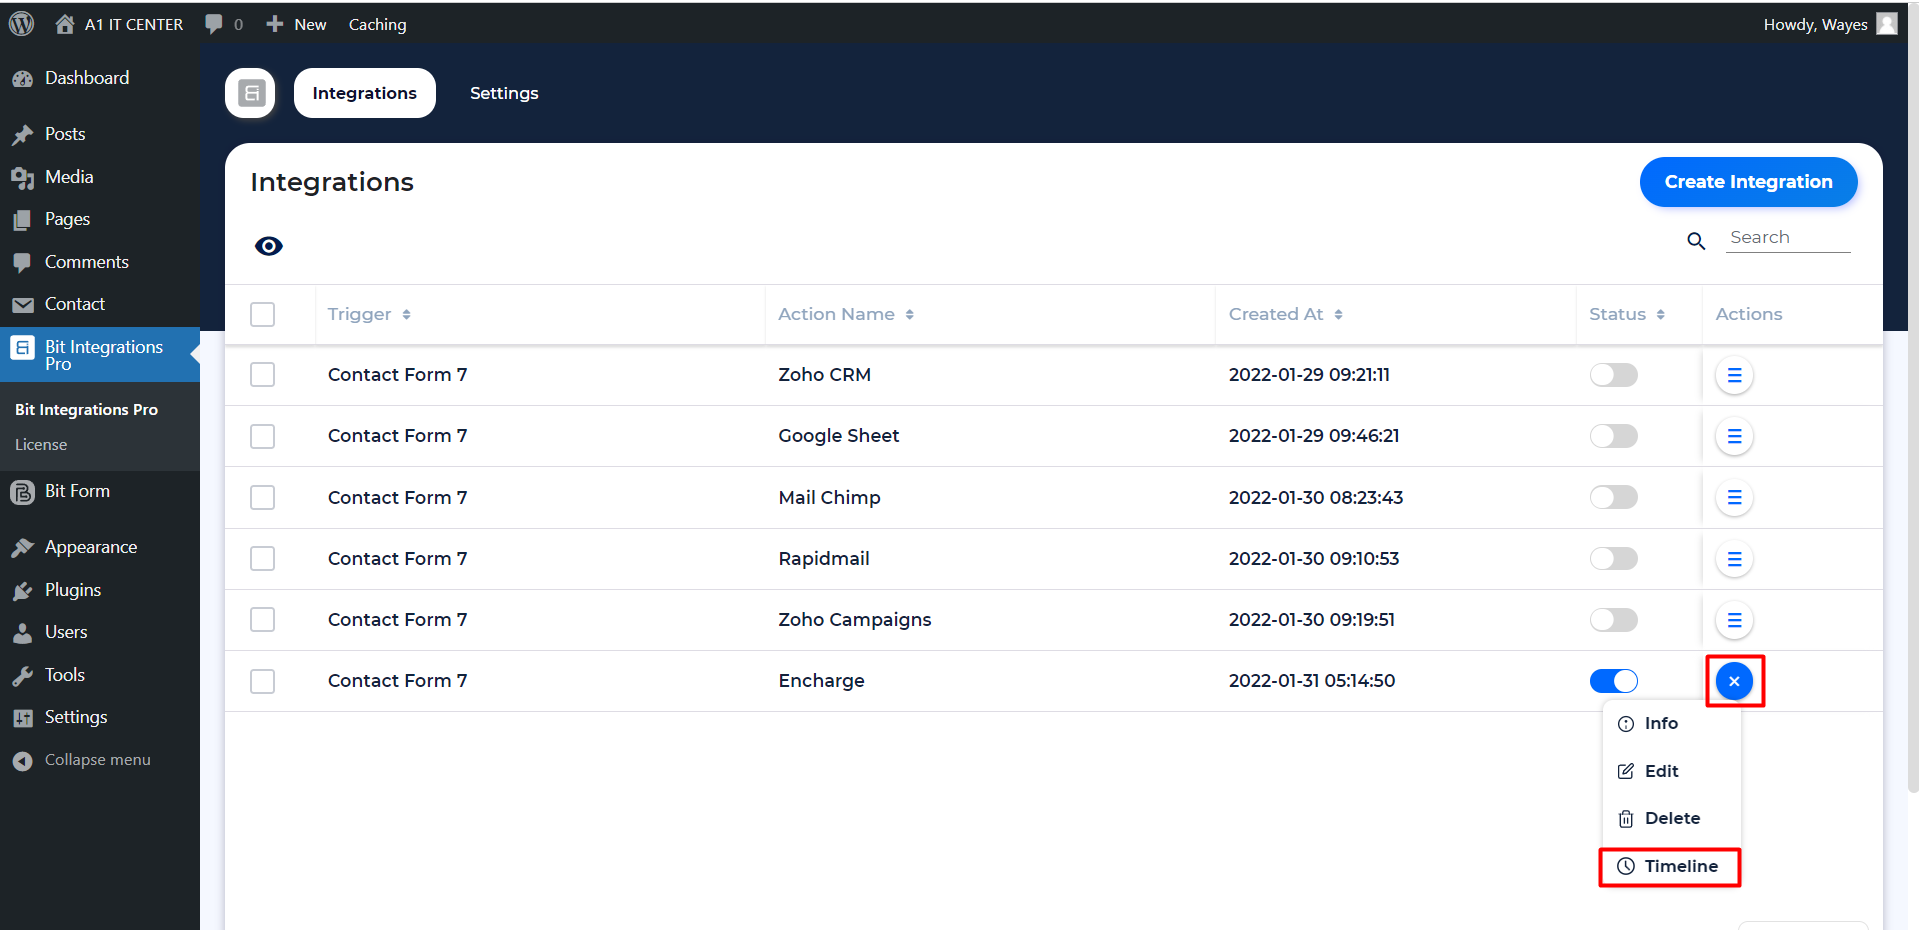 A1 IT CENTER 0 New Caching Howdy, Wayes
Dashboard
Posts
Media
Pages
Comments
Contact
Bit Integrations
Pro
Bit Integrations Pro
License
Bit Form
Appearance
Plugins
Users
Tools
Settings
Collapse menu
Integrations Settings
Integrations Create Integration
Search
Trigger Action Name Created At Status Actions
Contact Form 7 Zoho CRM 2022-01-29 09:21:11
Contact Form 7 Google Sheet 2022-01-29 09:46:21
Contact Form 7 Mail Chimp 2022-01-30 08:23:43
Contact Form 7 Rapidmail 2022-01-30 09:10:53
Contact Form 7 Zoho Campaigns 2022-01-30 09:19:51
Contact Form 7 Encharge 2022-01-31 05:14:50
Info
Edit
Delete
Timeline